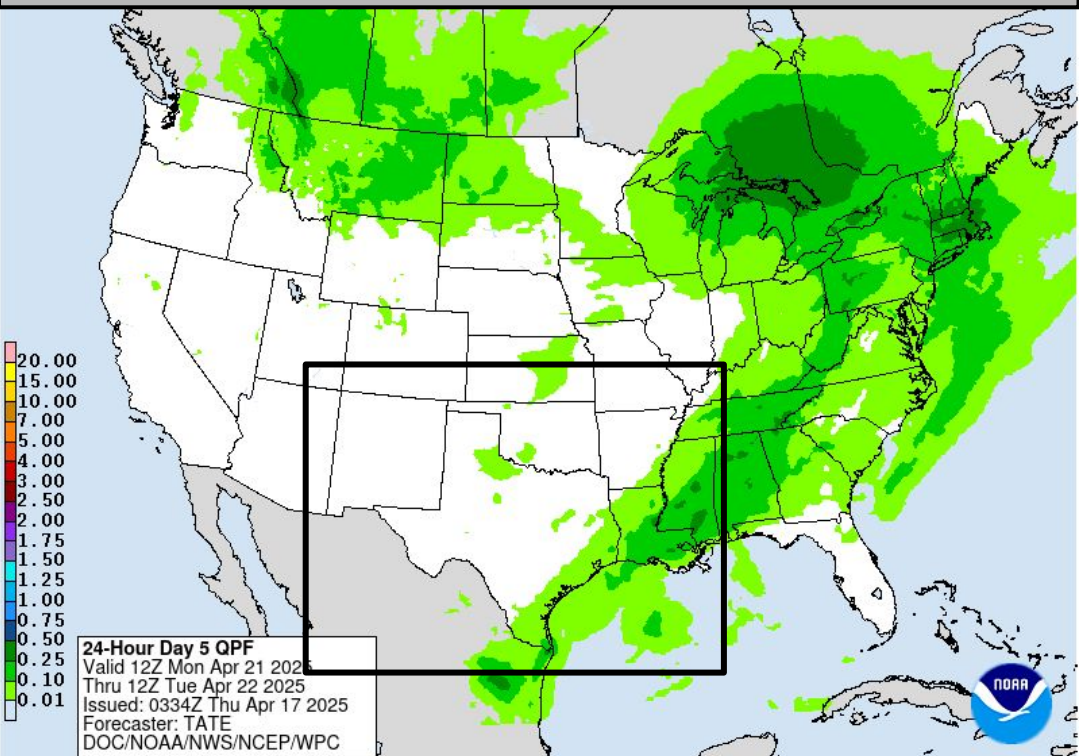 20.00
15.00
10.00
7.00
5.00
4.00
3.00
2.50
2.00
1.75
1.50
1.25
1.00
0.75
0.50
0.25
0.10
0.01
24-Hour Day 5 QPF
Valid 12Z Mon Apr 21 2025
Thru 12Z Tue Apr 22 2025
Issued: 0334Z Thu Apr 17 2025
Forecaster: TATE
DOC/NOAA/NWS/NCEP/WPC
NOAA